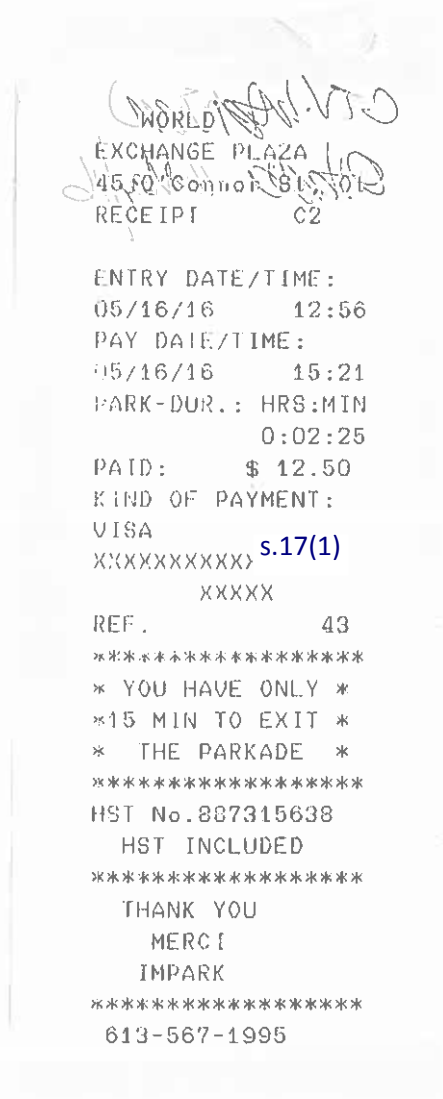 WORLD
EXCHANGE PLAZA
45 O'Connor St.
RECEIPT C2
ENTRY DATE/TIME:
05/16/16 12:56
PAY DATE/TIME:
05/16/16 15:21
PARK-DUR.: HRS:MIN
0:02:25
PAID: $ 12.50
KIND OF PAYMENT:
VISA
XXXXXXXXXX s.17(1)
XXXXX
REF. 43
******************
* YOU HAVE ONLY *
*15 MIN TO EXIT *
* THE PARKADE *
******************
HST No.887315638
HST INCLUDED
******************
THANK YOU
MERCI
IMPARK
******************
613-567-1995